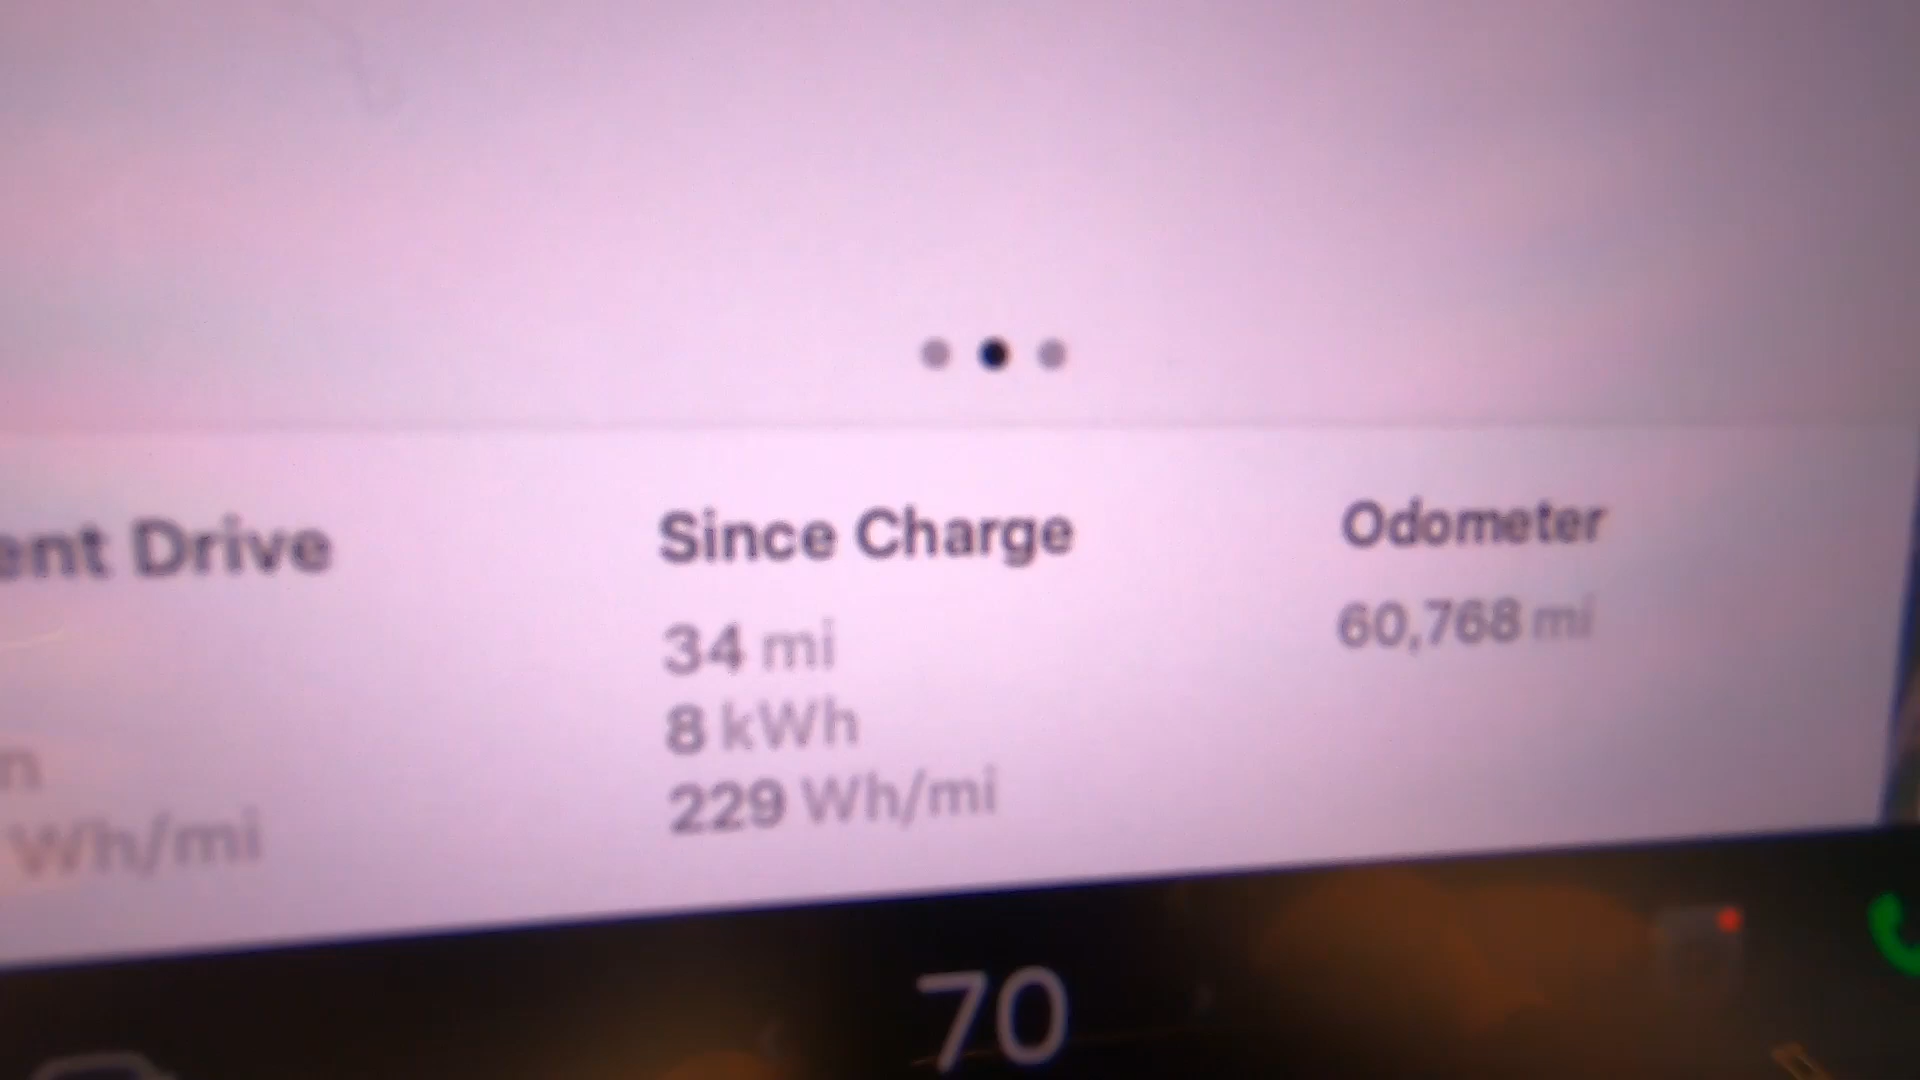 ent Drive
n
Wh/mi
Since Charge
34 mi
8 kWh
229 Wh/mi
Odometer
60,768 mi
70